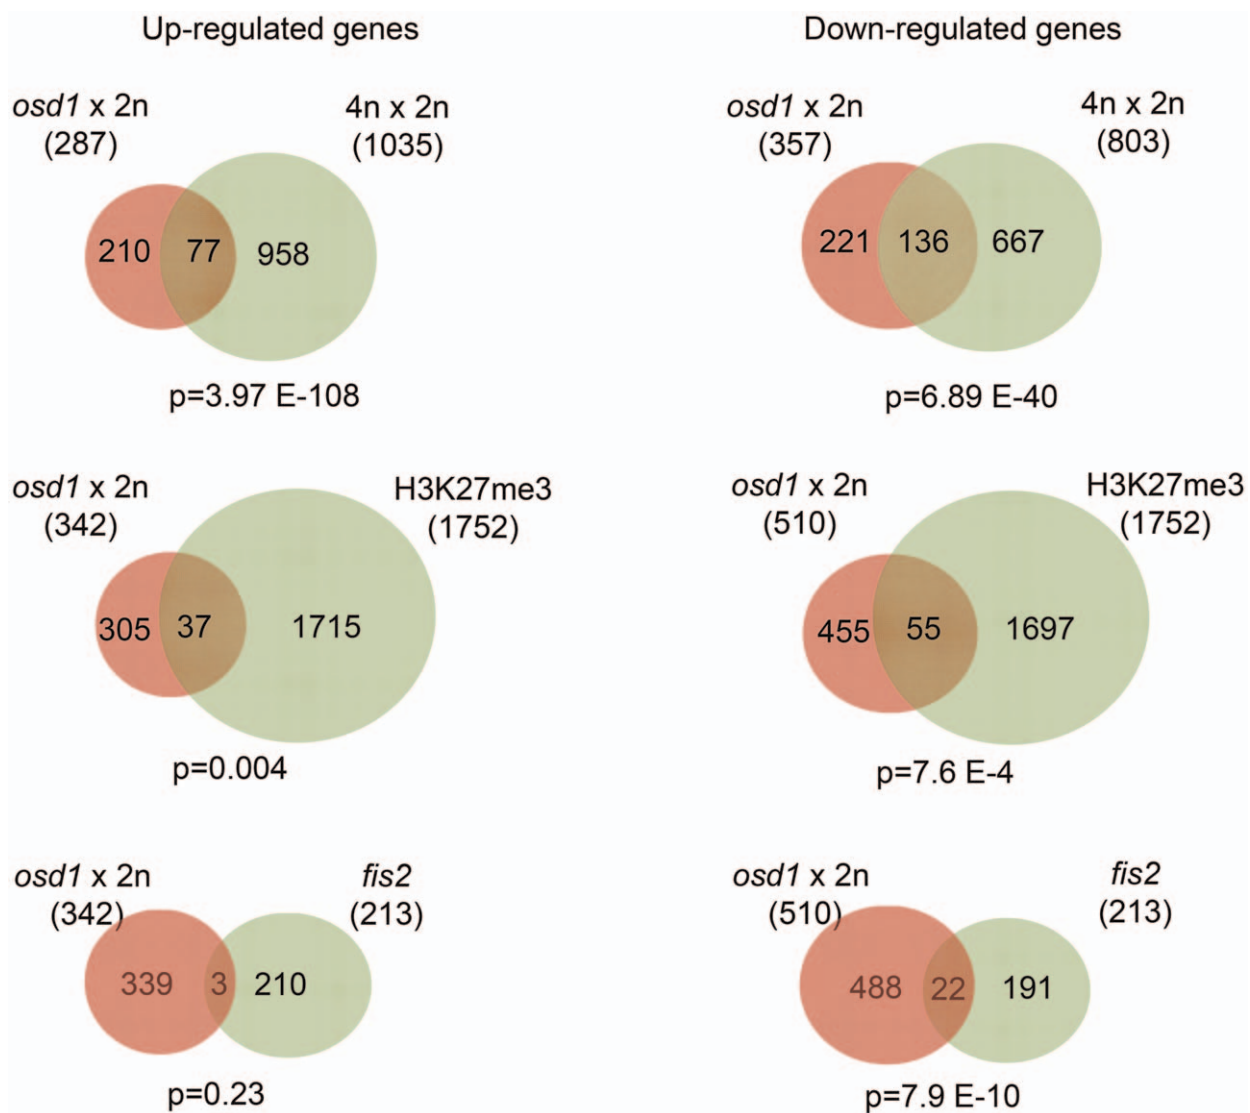 Up-regulated genes
Down-regulated genes
osd1 x 2n
(287)
4n x 2n
(1035)
210
77
958
p=3.97 E-108
osd1 x 2n
(357)
4n x 2n
(803)
221
136
667
p=6.89 E-40
osd1 x 2n
(342)
H3K27me3
(1752)
305
37
1715
p=0.004
osd1 x 2n
(510)
H3K27me3
(1752)
455
55
1697
p=7.6 E-4
osd1 x 2n
(342)
fis2
(213)
339
3
210
p=0.23
osd1 x 2n
(510)
fis2
(213)
488
22
191
p=7.9 E-10